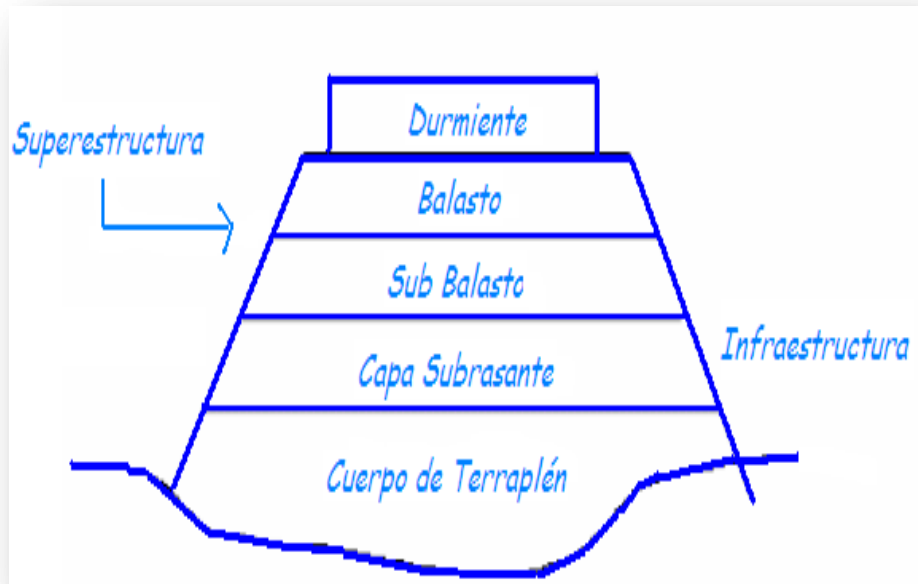 Durmiente
Superestructura
Balasto
Sub Balasto
Infraestructura
Capa Subrasante
Cuerpo de Terraplén